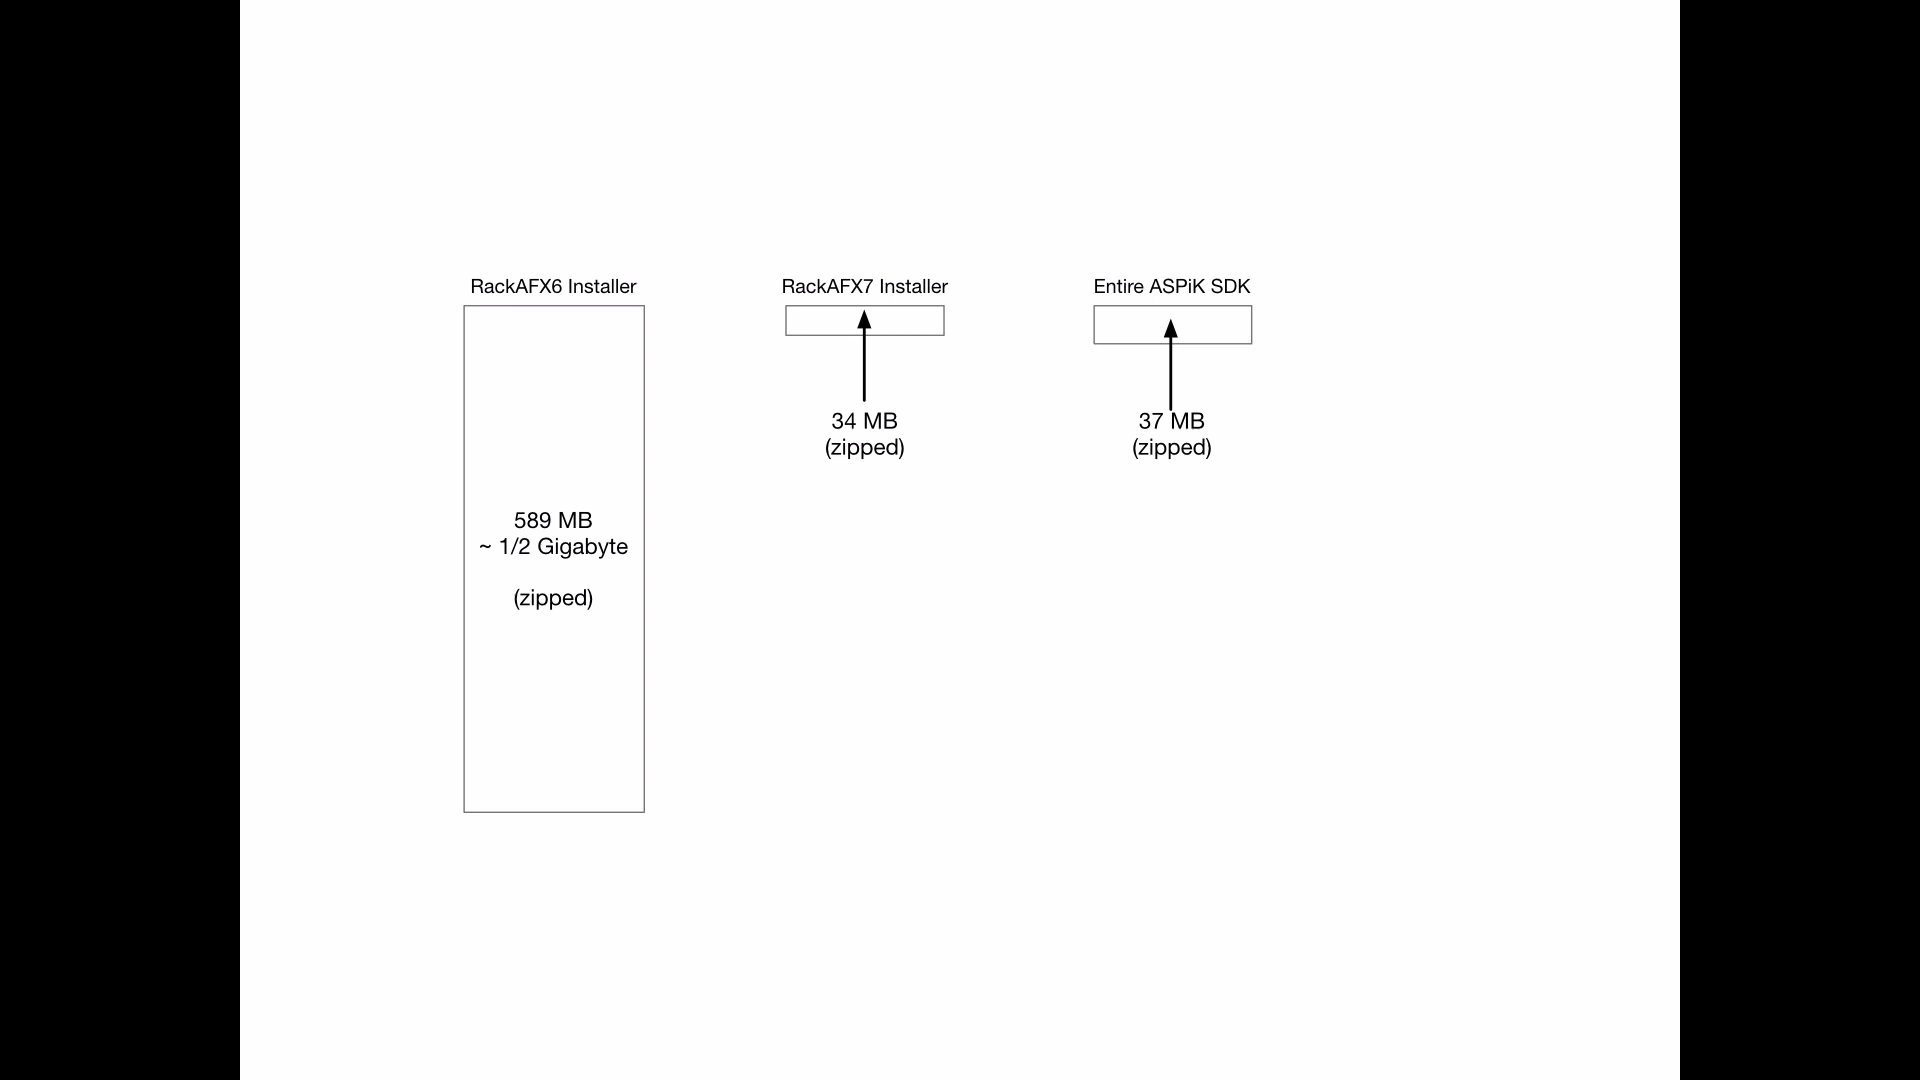 RackAFX6 Installer
589 MB
~ 1/2 Gigabyte
(zipped)
RackAFX7 Installer
34 MB
(zipped)
Entire ASPiK SDK
37 MB
(zipped)